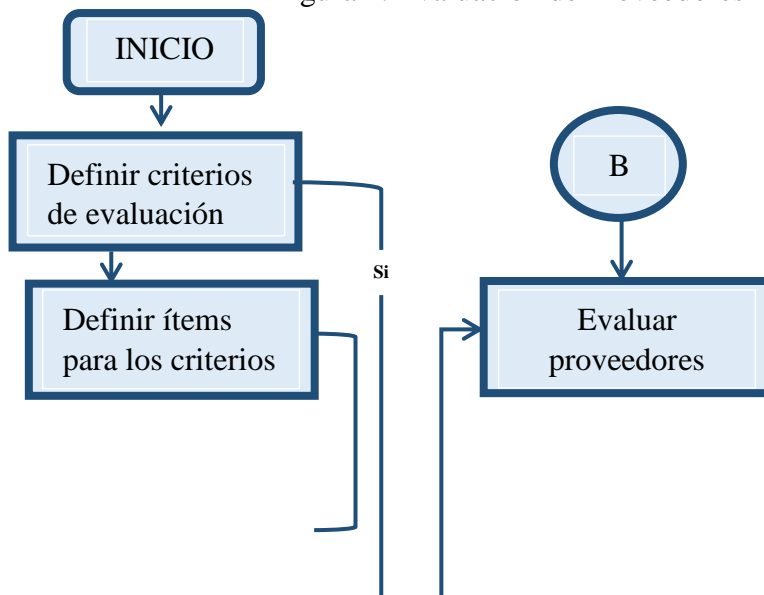 INICIO
Definir criterios
de evaluación
Si
Definir ítems
para los criterios
B
Evaluar
proveedores